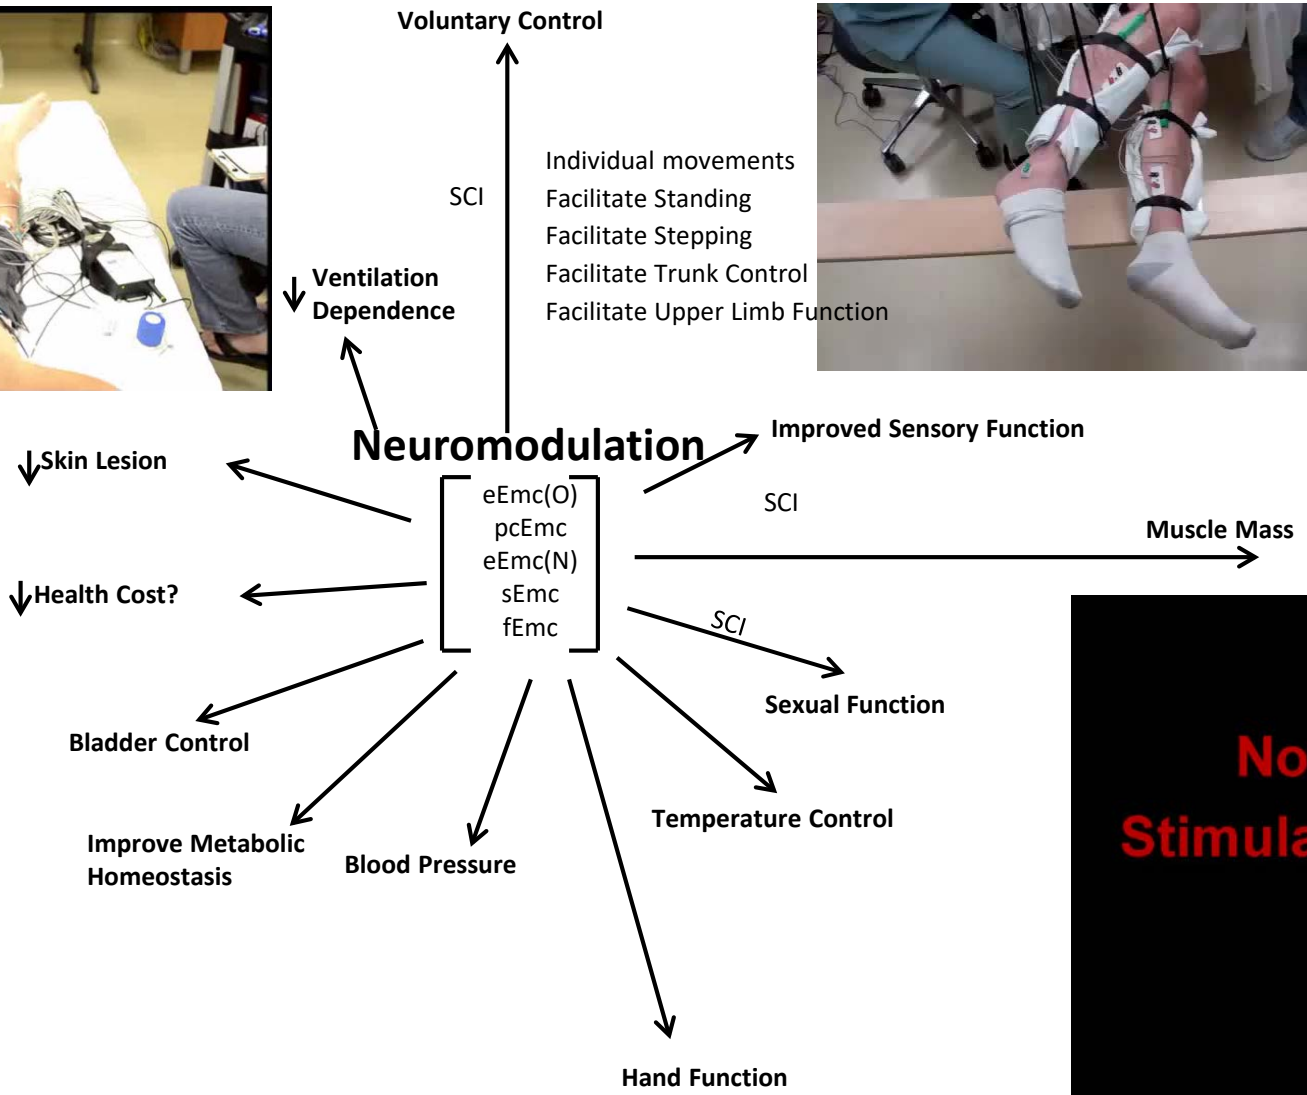 Voluntary Control
SCI
Individual movements
Facilitate Standing
Facilitate Stepping
Facilitate Trunk Control
Facilitate Upper Limb Function
Ventilation
Dependence
Neuromodulation
eEmc(O)
pcEmc
eEmc(N)
sEmc
fEmc
Improved Sensory Function
SCI
Muscle Mass
SCI
Sexual Function
Temperature Control
Hand Function
Blood Pressure
Improve Metabolic
Homeostasis
Bladder Control
Health Cost?
Skin Lesion
No
Stimula